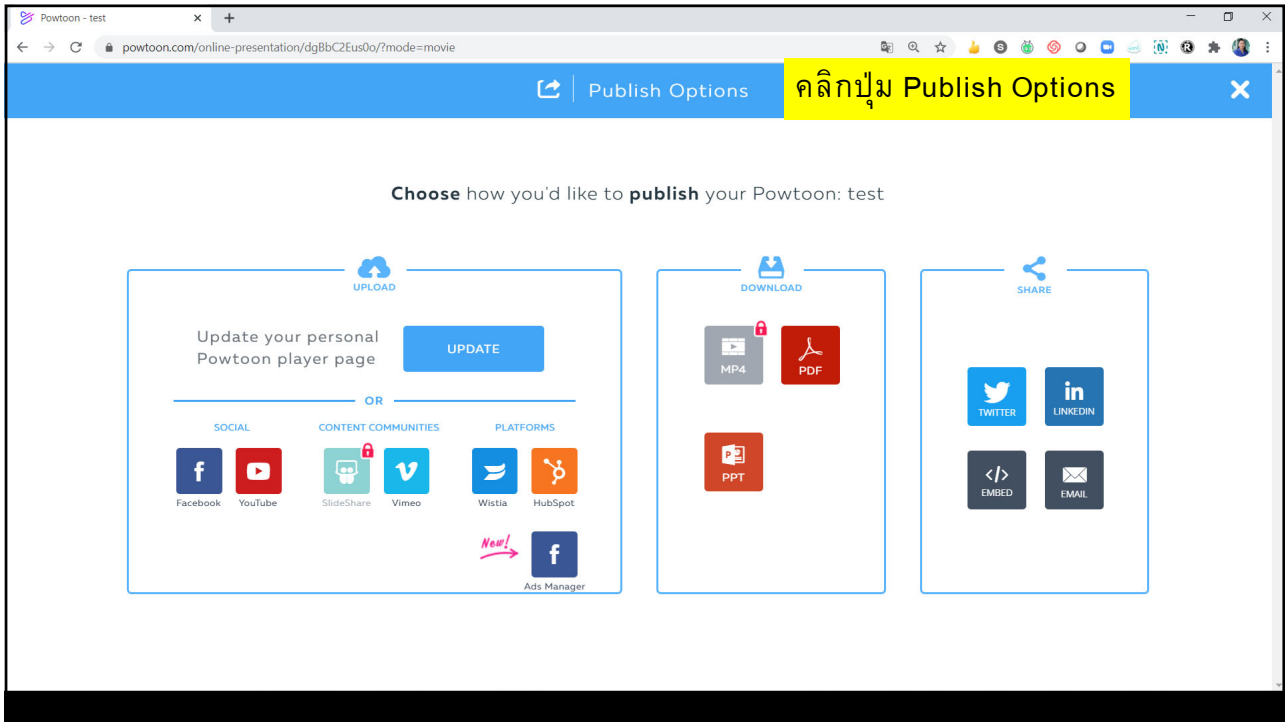 Powtoon - test
powtoon.com/online-presentation/dgBbC2Eus0o/?mode=movie
Publish Options
คลิกปุ่ม Publish Options
Choose how you'd like to publish your Powtoon: test
UPLOAD
Update your personal
Powtoon player page
UPDATE
OR
SOCIAL
CONTENT COMMUNITIES
PLATFORMS
Facebook
YouTube
SlideShare
Vimeo
Wistia
HubSpot
New!
Ads Manager
DOWNLOAD
MP4
PDF
PPT
SHARE
TWITTER
LINKEDIN
EMBED
EMAIL